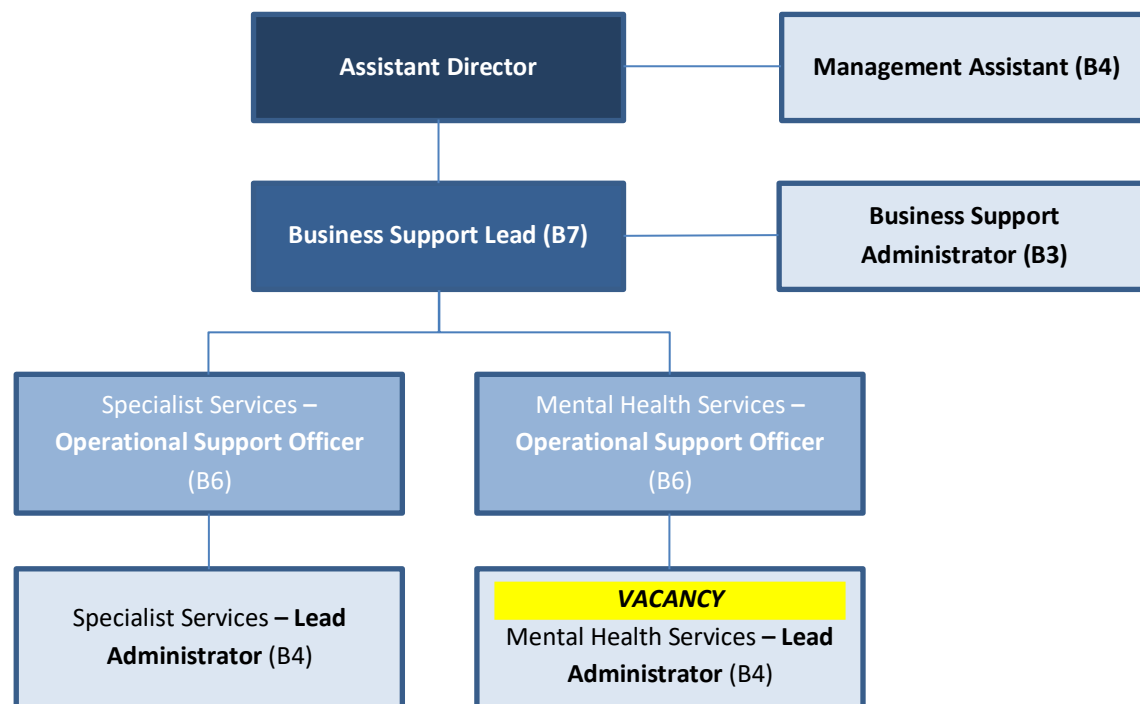 Assistant Director
Management Assistant (B4)
Business Support Lead (B7)
Business Support
Administrator (B3)
Specialist Services –
Operational Support Officer
(B6)
Mental Health Services –
Operational Support Officer
(B6)
Specialist Services – Lead
Administrator (B4)
VACANCY
Mental Health Services – Lead
Administrator (B4)